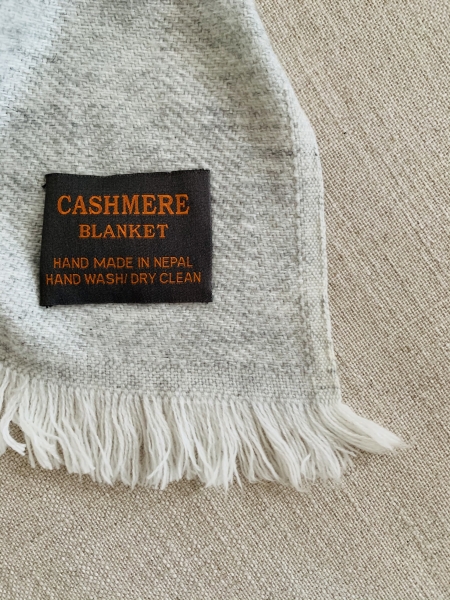 CASHMERE
BLANKET
HAND MADE IN NEPAL
HAND WASH/ DRY CLEAN